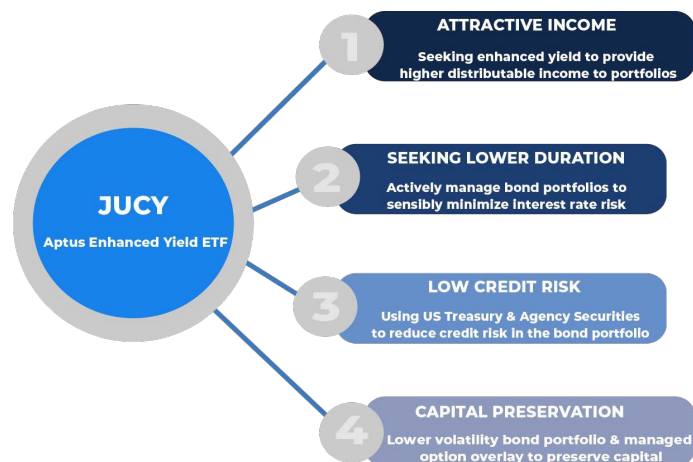 JUCY
Aptus Enhanced Yield ETF
1
ATTRACTIVE INCOME
Seeking enhanced yield to provide
higher distributable income to portfolios
2
SEEKING LOWER DURATION
Actively manage bond portfolios to
sensibly minimize interest rate risk
3
LOW CREDIT RISK
Using US Treasury & Agency Securities
to reduce credit risk in the bond portfolio
4
CAPITAL PRESERVATION
Lower volatility bond portfolio & managed
option overlay to preserve capital